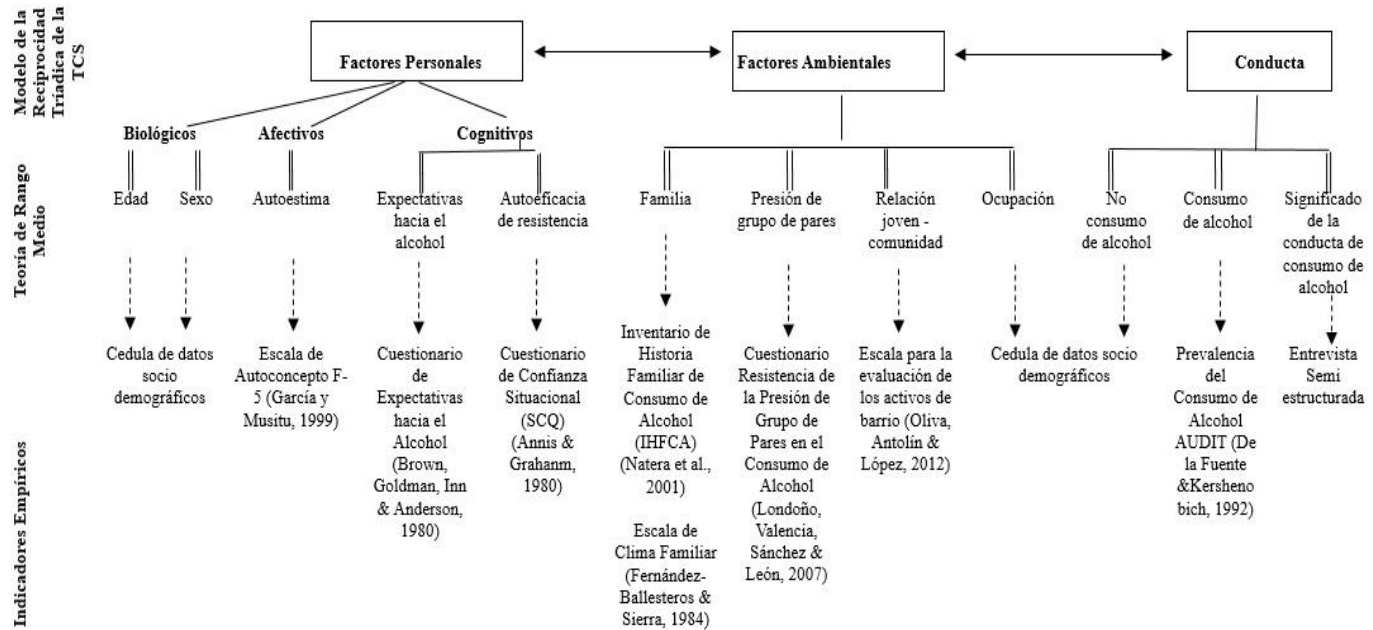 Modelo de la
Reciprocidad
Tríadica de la
TCS
Factores Personales
Factores Ambientales
Conducta
Biológicos
Afectivos
Cognitivos
Teoría de Rango
Medio
Edad
Sexo
Autoestima
Expectativas
hacia el
alcohol
Autoeficacia
de resistencia
Familia
Presión de
grupo de pares
Relación
joven -
comunidad
Ocupación
No
consumo
de alcohol
Consumo
de alcohol
Significado
de la
conducta de
consumo de
alcohol
Indicadores Empíricos
Cedula de datos
socio
demográficos
Escala de
Autoconcepto F-
5 (García y
Musitu, 1999)
Cuestionario
de
Expectativas
hacia el
Alcohol
(Brown,
Goldman, Inn
& Anderson,
1980)
Cuestionario
de Confianza
Situacional
(SCQ)
(Annis &
Grahanm,
1980)
Inventario de
Historia
Familiar de
Consumo de
Alcohol
(IHFCA)
(Natera et al.,
2001)
Escala de
Clima Familiar
(Fernández-
Ballesteros &
Sierra, 1984)
Cuestionario
Resistencia de
la Presión de
Grupo de
Pares en el
Consumo de
Alcohol
(Londoño,
Valencia,
Sánchez &
León, 2007)
Escala para la
evaluación de
los activos de
barrio (Oliva,
Antolín &
López, 2012)
Cedula de datos socio
demográficos
Prevalencia
del
Consumo de
Alcohol
AUDIT (De
la Fuente
&Kersheno
bich, 1992)
Entrevista
Semi
estructurada